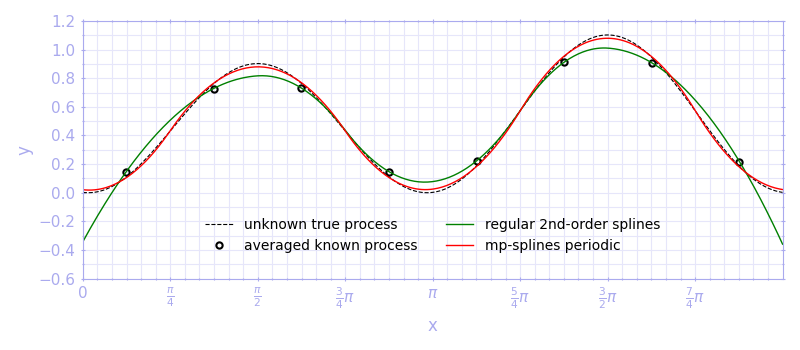 1.2
1.0
0.8
0.6
0.4
0.2
0.0
−0.2
−0.4
−0.6
y
unknown true process
averaged known process
regular 2nd-order splines
mp-splines periodic
0 π/4 π/2 3/4π π 5/4π 3/2π 7/4π
x